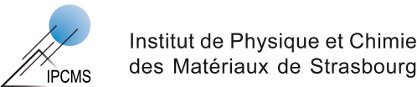 IPCMS
Institut de Physique et Chimie
des Matériaux de Strasbourg